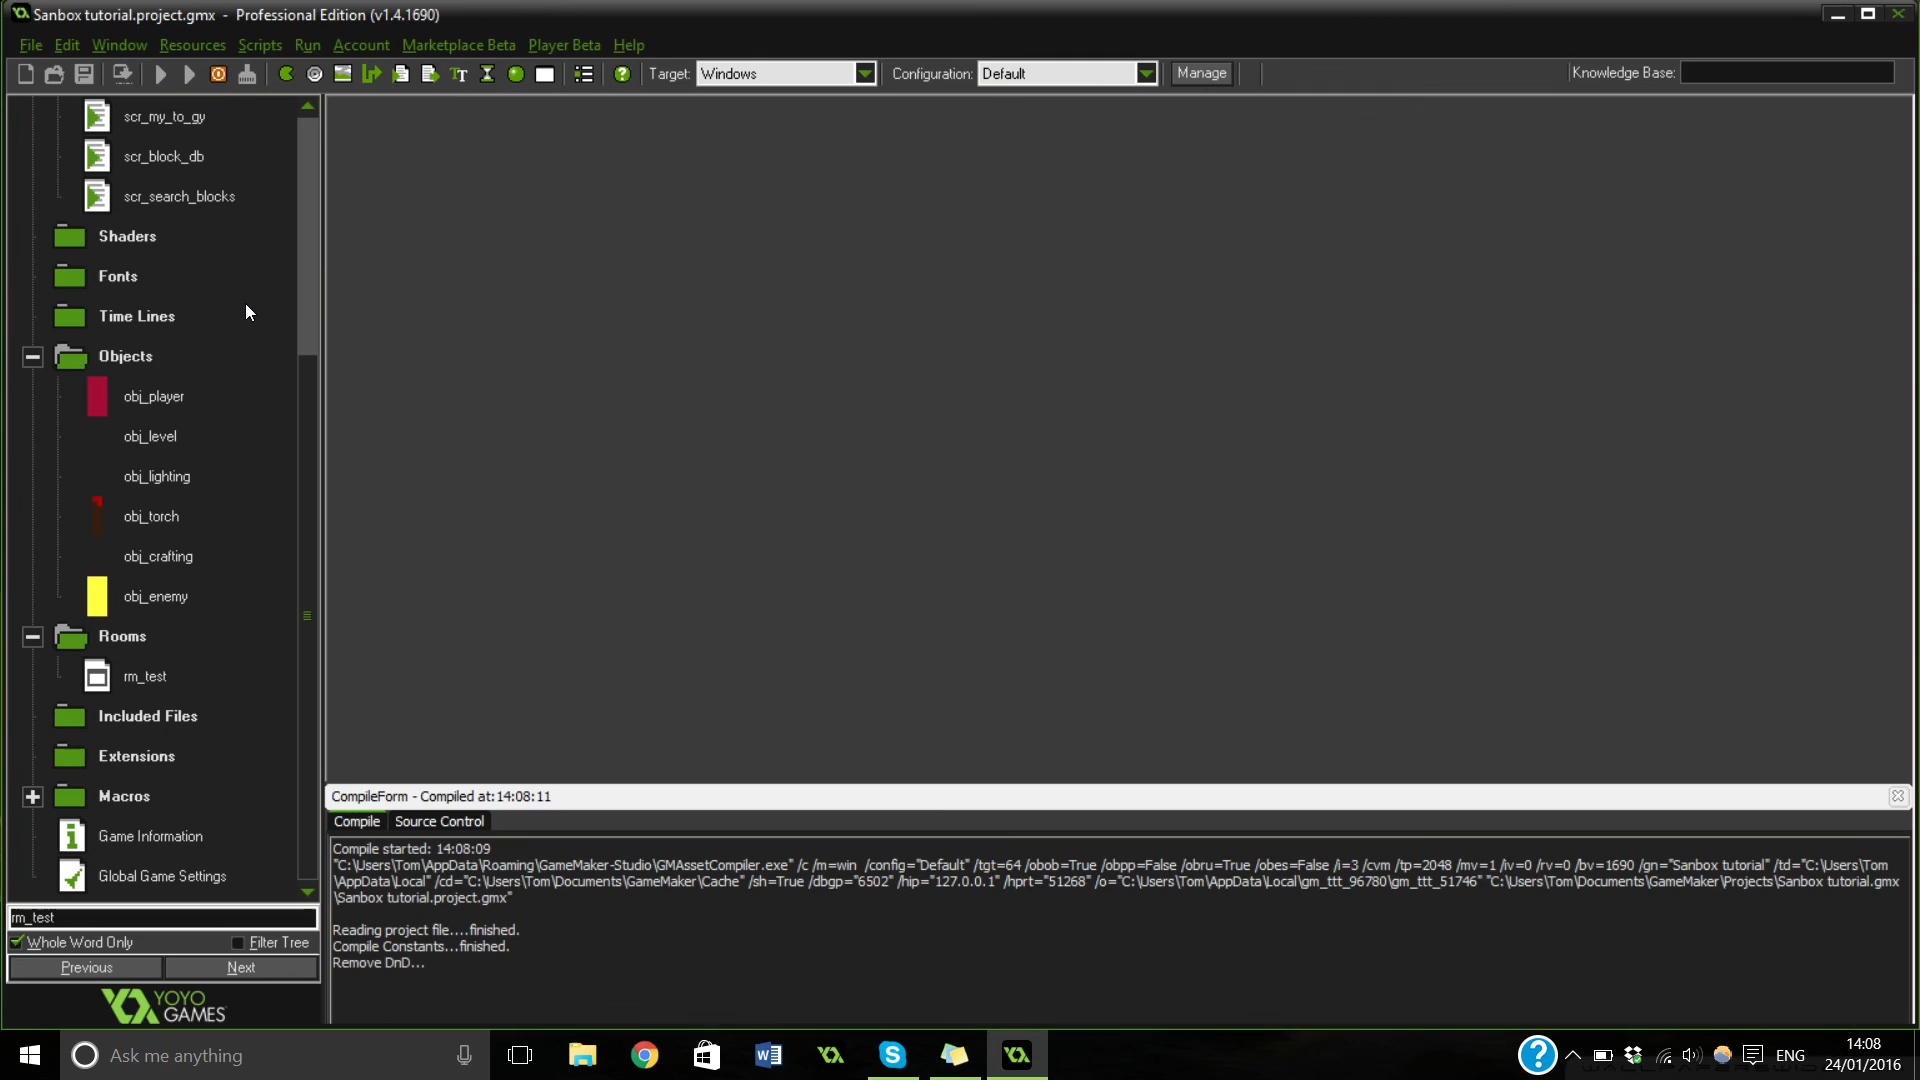 Sanbox tutorial.project.gmx - Professional Edition (v1.4.1690)
File Edit Window Resources Scripts Run Account Marketplace Beta Player Beta Help
Target: Windows Configuration: Default Manage Knowledge Base:
scr_my_to_gy
scr_block_db
scr_search_blocks
Shaders
Fonts
Time Lines
Objects
obj_player
obj_level
obj_lighting
obj_torch
obj_crafting
obj_enemy
Rooms
rm_test
Included Files
Extensions
Macros
Game Information
Global Game Settings
rm_test
Whole Word Only Filter Tree
Previous Next
YOYO
GAMES
CompileForm - Compiled at:14:08:11
Compile Source Control
Compile started: 14:08:09
"C:\Users\Tom\AppData\Roaming\GameMaker-Studio\GMAssetCompiler.exe" /c /m=win /config="Default" /tgt=64 /obob=True /obpp=False /obru=True /obes=False /i=3 /cvm /tp=2048 /mv=1 /iv=0 /rv=0 /bv=1690 /gn="Sanbox tutorial" /td="C:\Users\Tom
\AppData\Local" /cd="C:\Users\Tom\Documents\GameMaker\Cache" /sh=True /dbgp="6502" /hip="127.0.0.1" /hprt="51268" /o="C:\Users\Tom\AppData\Local\gm_ttt_96780\gm_ttt_51746" "C:\Users\Tom\Documents\GameMaker\Projects\Sanbox tutorial.gmx
\Sanbox tutorial.project.gmx"
Reading project file....finished.
Compile Constants...finished.
Remove DnD...
Ask me anything
ENG
14:08
24/01/2016